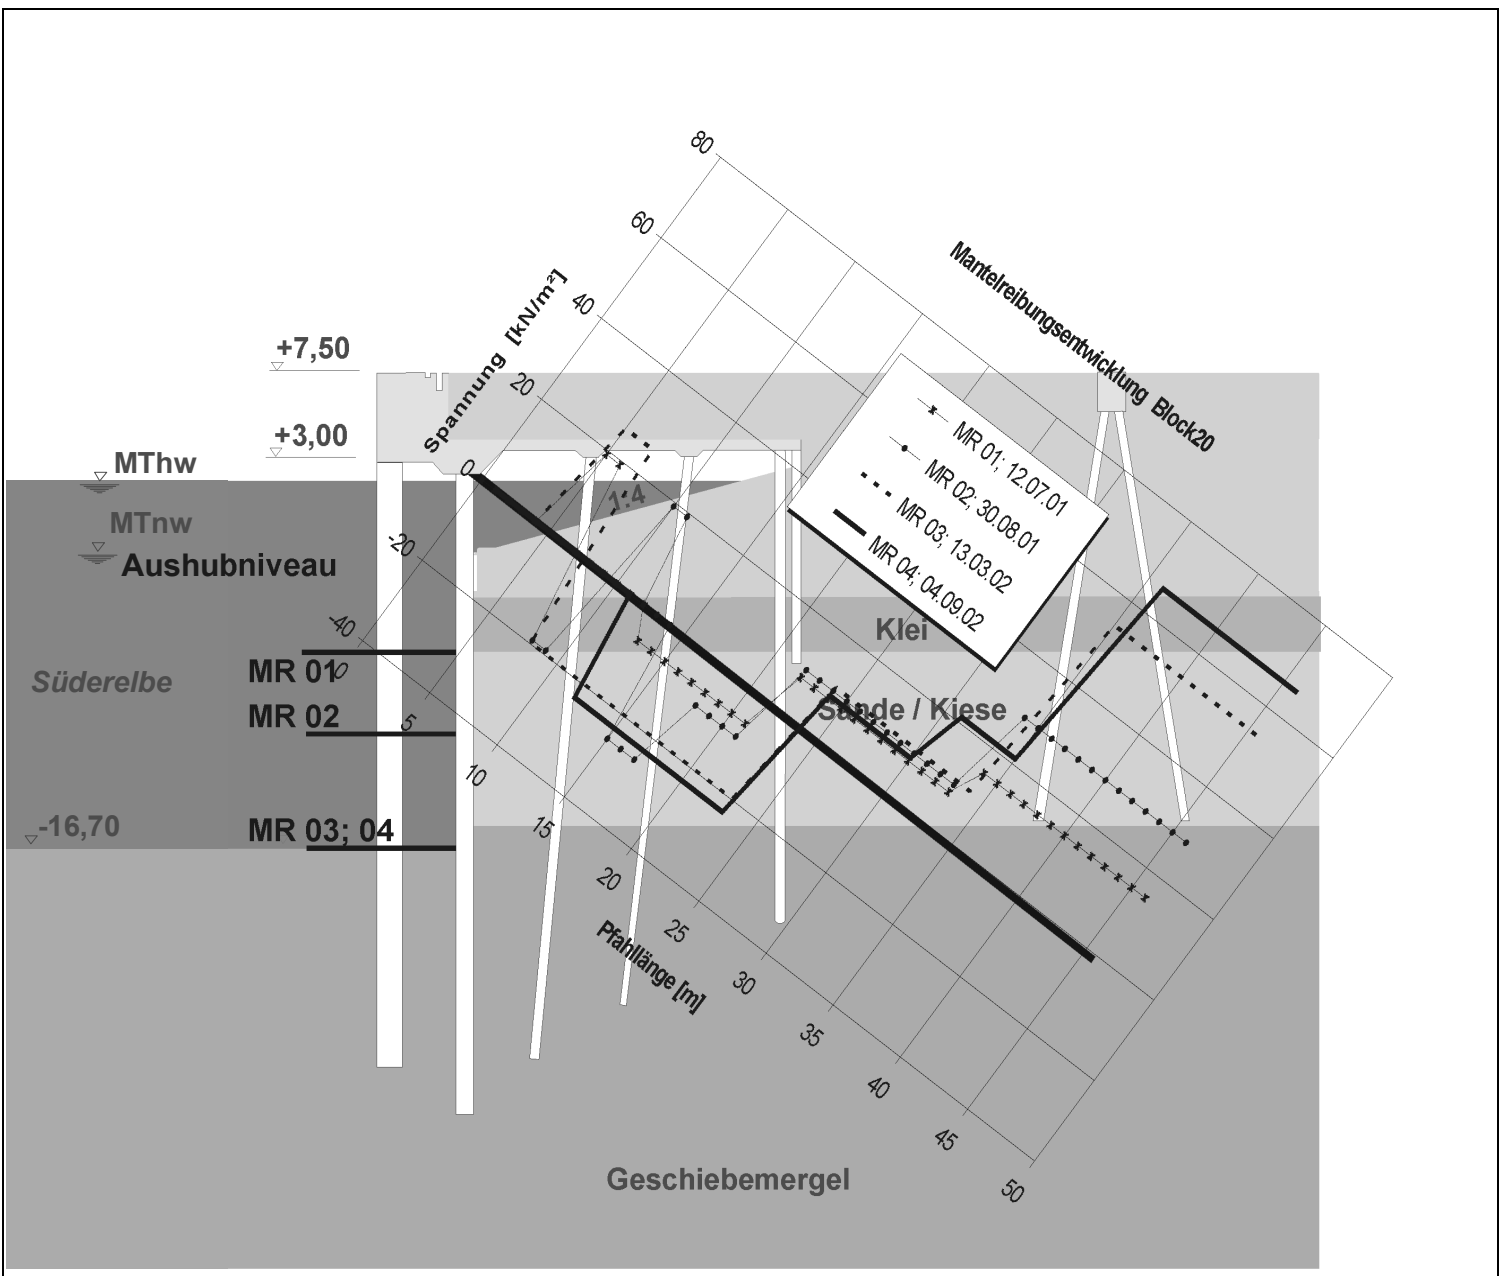 80
60
40
20
0
-20
-40
Spannung [kN/m²]
Mantelreibungsentwicklung Block20
MR 01; 12.07.01
MR 02; 30.08.01
MR 03; 13.03.02
MR 04; 04.09.02
+7,50
+3,00
MThw
MTnw
Aushubniveau
1:4
Klei
Süderelbe
MR 01
MR 02
Sande / Kiese
-16,70
MR 03; 04
0
5
10
15
20
25
30
35
40
45
50
Pfahllänge [m]
Geschiebemergel